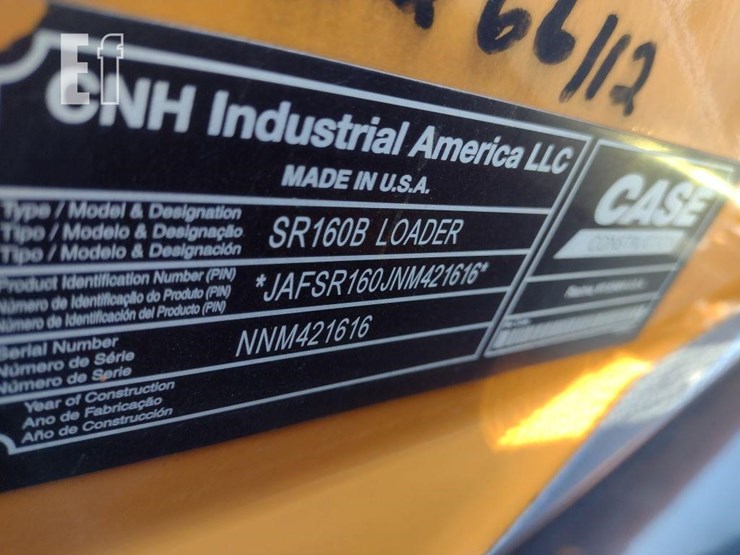 Ef
66/12
CNH Industrial America LLC
MADE IN U.S.A.
CASE
CONSTRUCTION
Type / Model & Designation
Tipo / Modelo & Designação
Tipo / Modelo & Designación
SR160B LOADER
Product Identification Number (PIN)
Número de Identificação do Produto (PIN)
Número de Identificación del Producto (PIN)
*JAFSR160JNM421616*
Serial Number
Número de Série
Número de Serie
NNM421616
Year of Construction
Ano de Fabricação
Año de Construcción